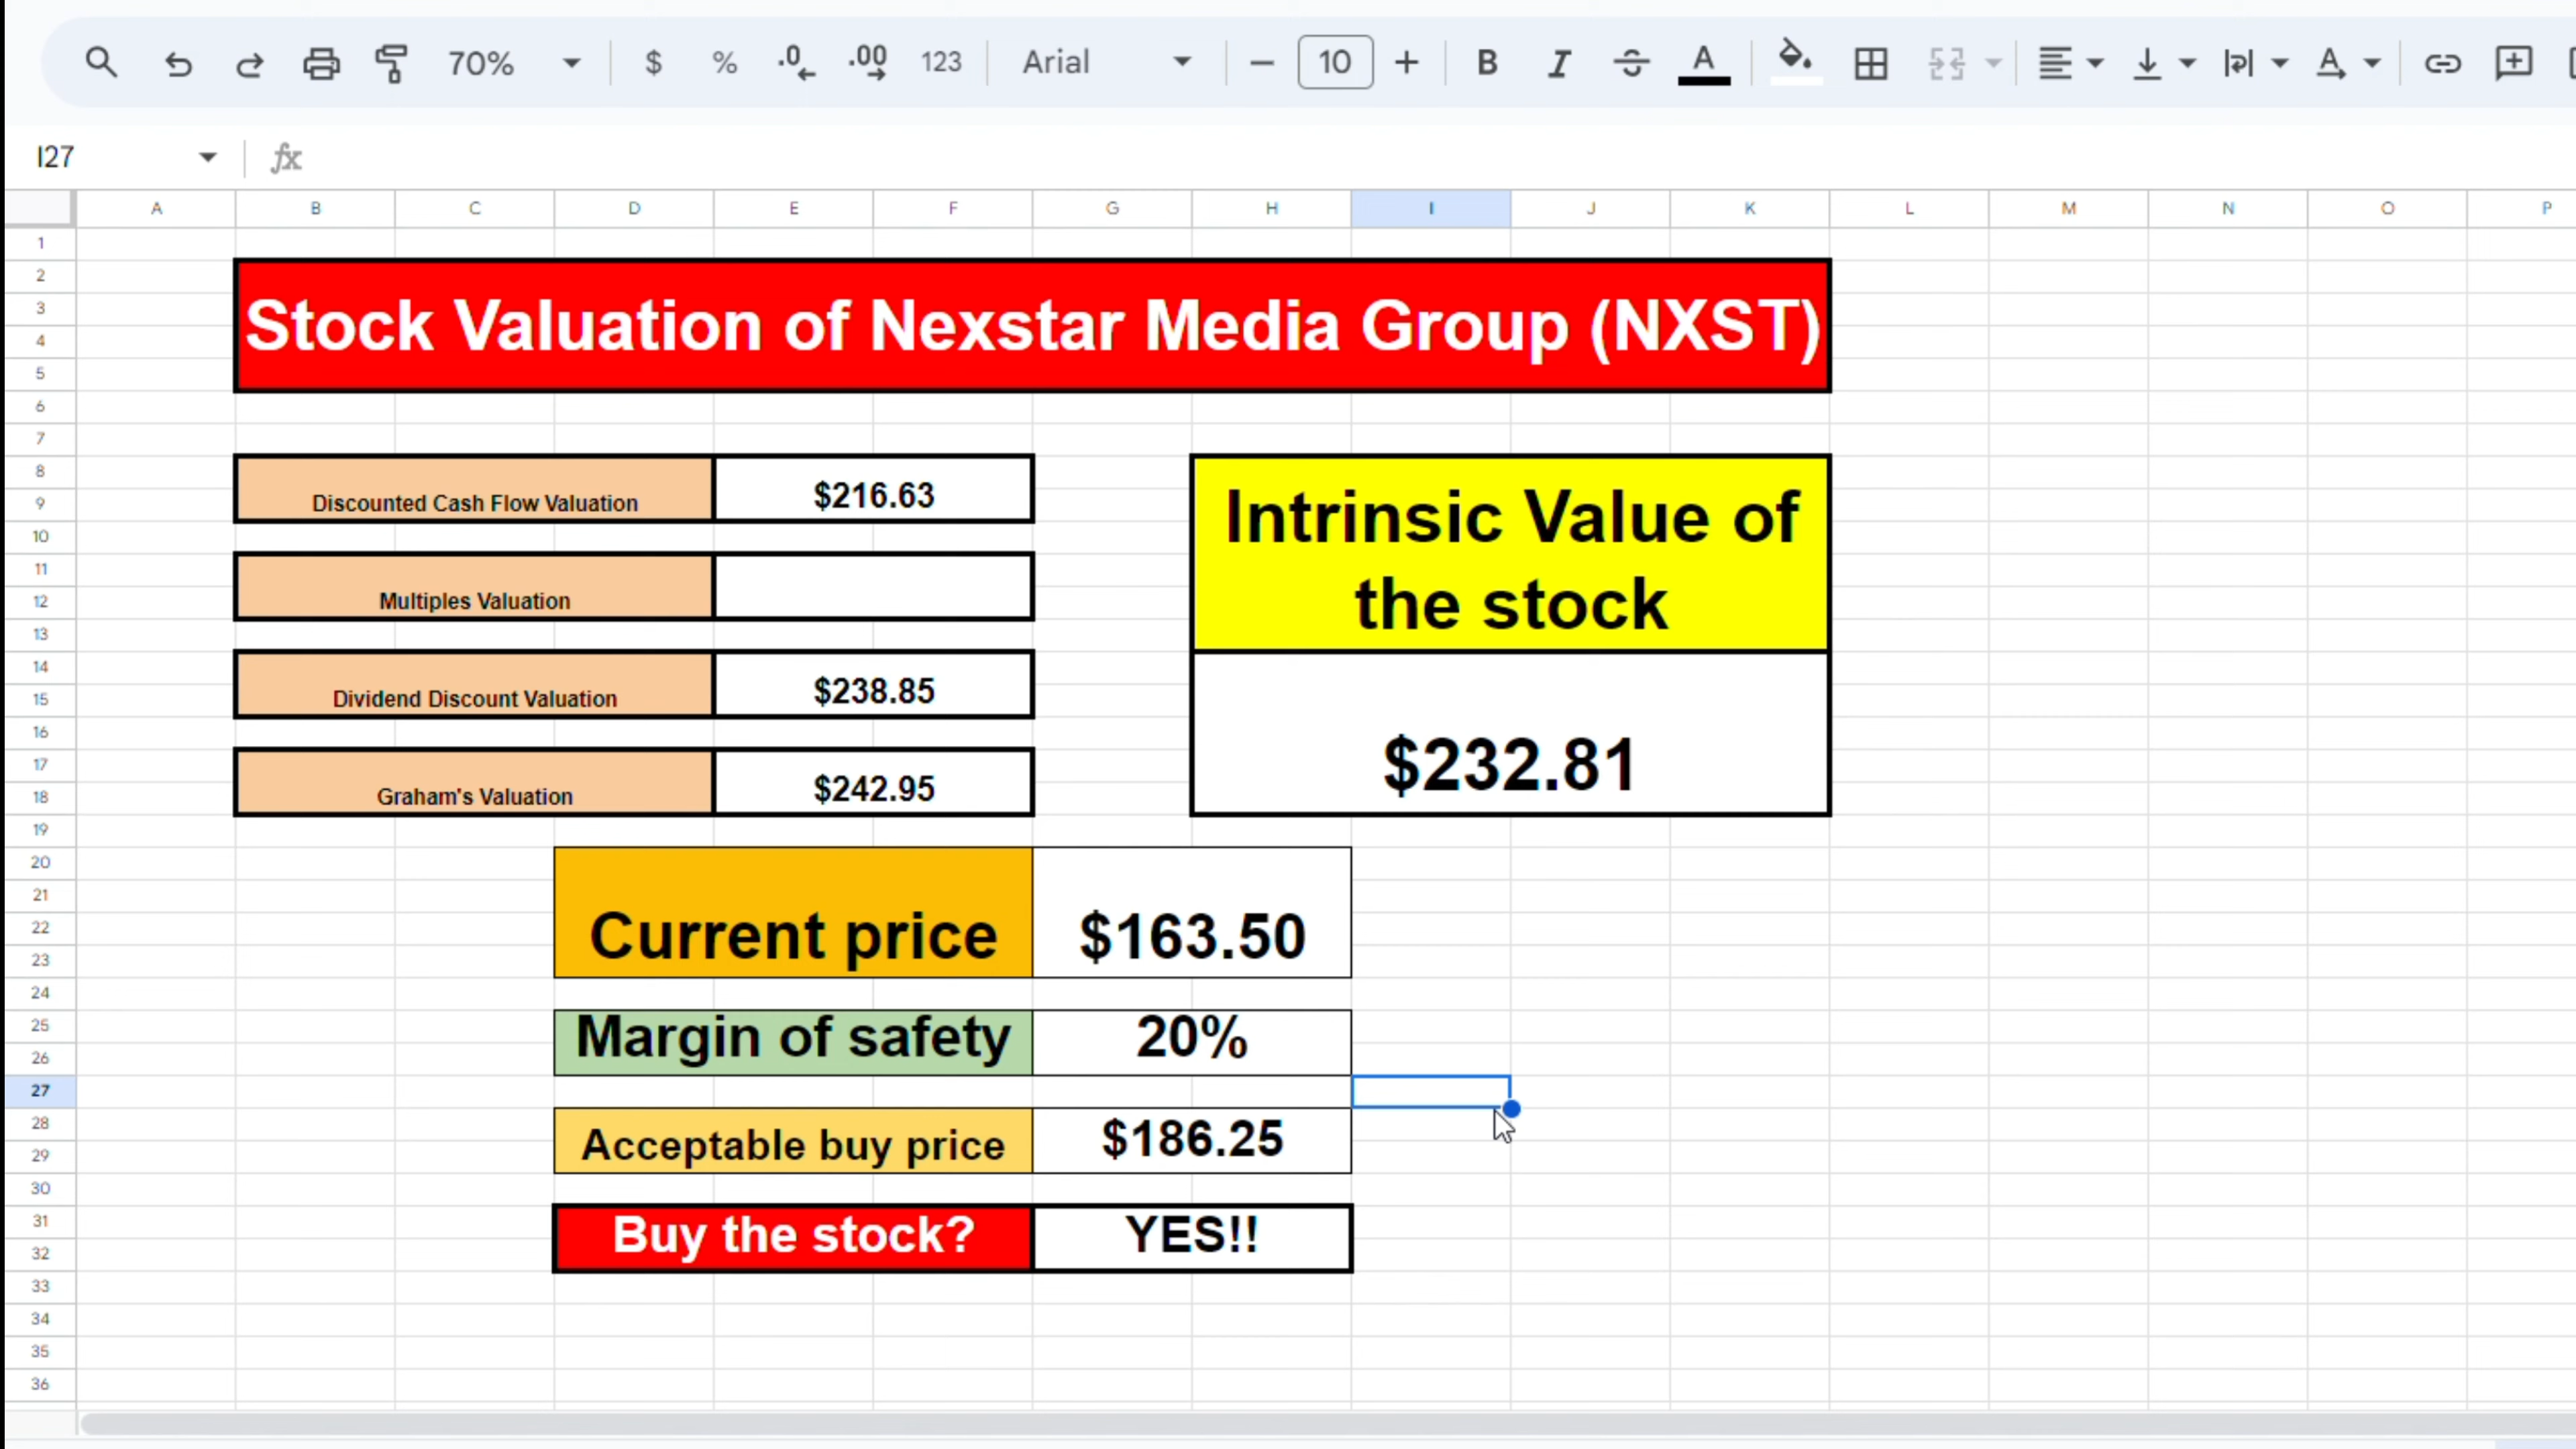 70% $ % .0 .00 123 Arial 10 B I S A A
I27 fx
A B C D E F G H I J K L M N O P
1
2
3
4
5
Stock Valuation of Nexstar Media Group (NXST)
6
7
8
9
Discounted Cash Flow Valuation $216.63
Intrinsic Value of
the stock
10
11
12
Multiples Valuation
13
14
15
Dividend Discount Valuation $238.85
16
$232.81
17
18
Graham's Valuation $242.95
19
20
21
22
23
Current price $163.50
24
25
26
Margin of safety 20%
27
28
29
Acceptable buy price $186.25
30
31
32
Buy the stock? YES!!
33
34
35
36